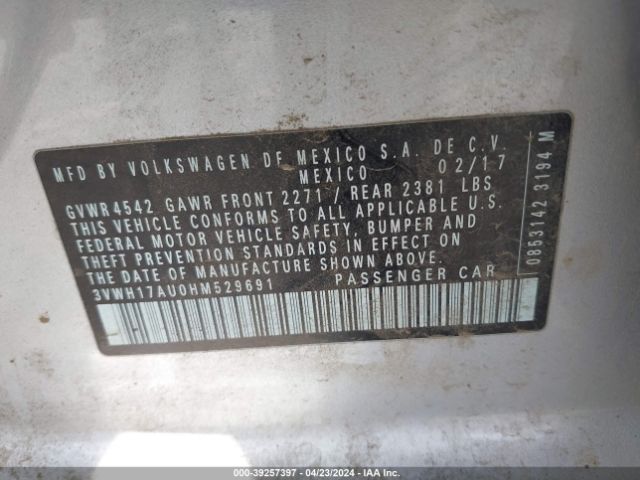 MFD BY VOLKSWAGEN DE MEXICO S.A. DE C.V.
MEXICO 02/17
GVWR4542 GAWR FRONT 2271 / REAR 2381 LBS
THIS VEHICLE CONFORMS TO ALL APPLICABLE U.S.
FEDERAL MOTOR VEHICLE SAFETY, BUMPER AND
THEFT PREVENTION STANDARDS IN EFFECT ON
THE DATE OF MANUFACTURE SHOWN ABOVE.
3VWH17AU0HM529691 PASSENGER CAR
0853142 3194 M
000-39257397 - 04/23/2024 - IAA Inc.